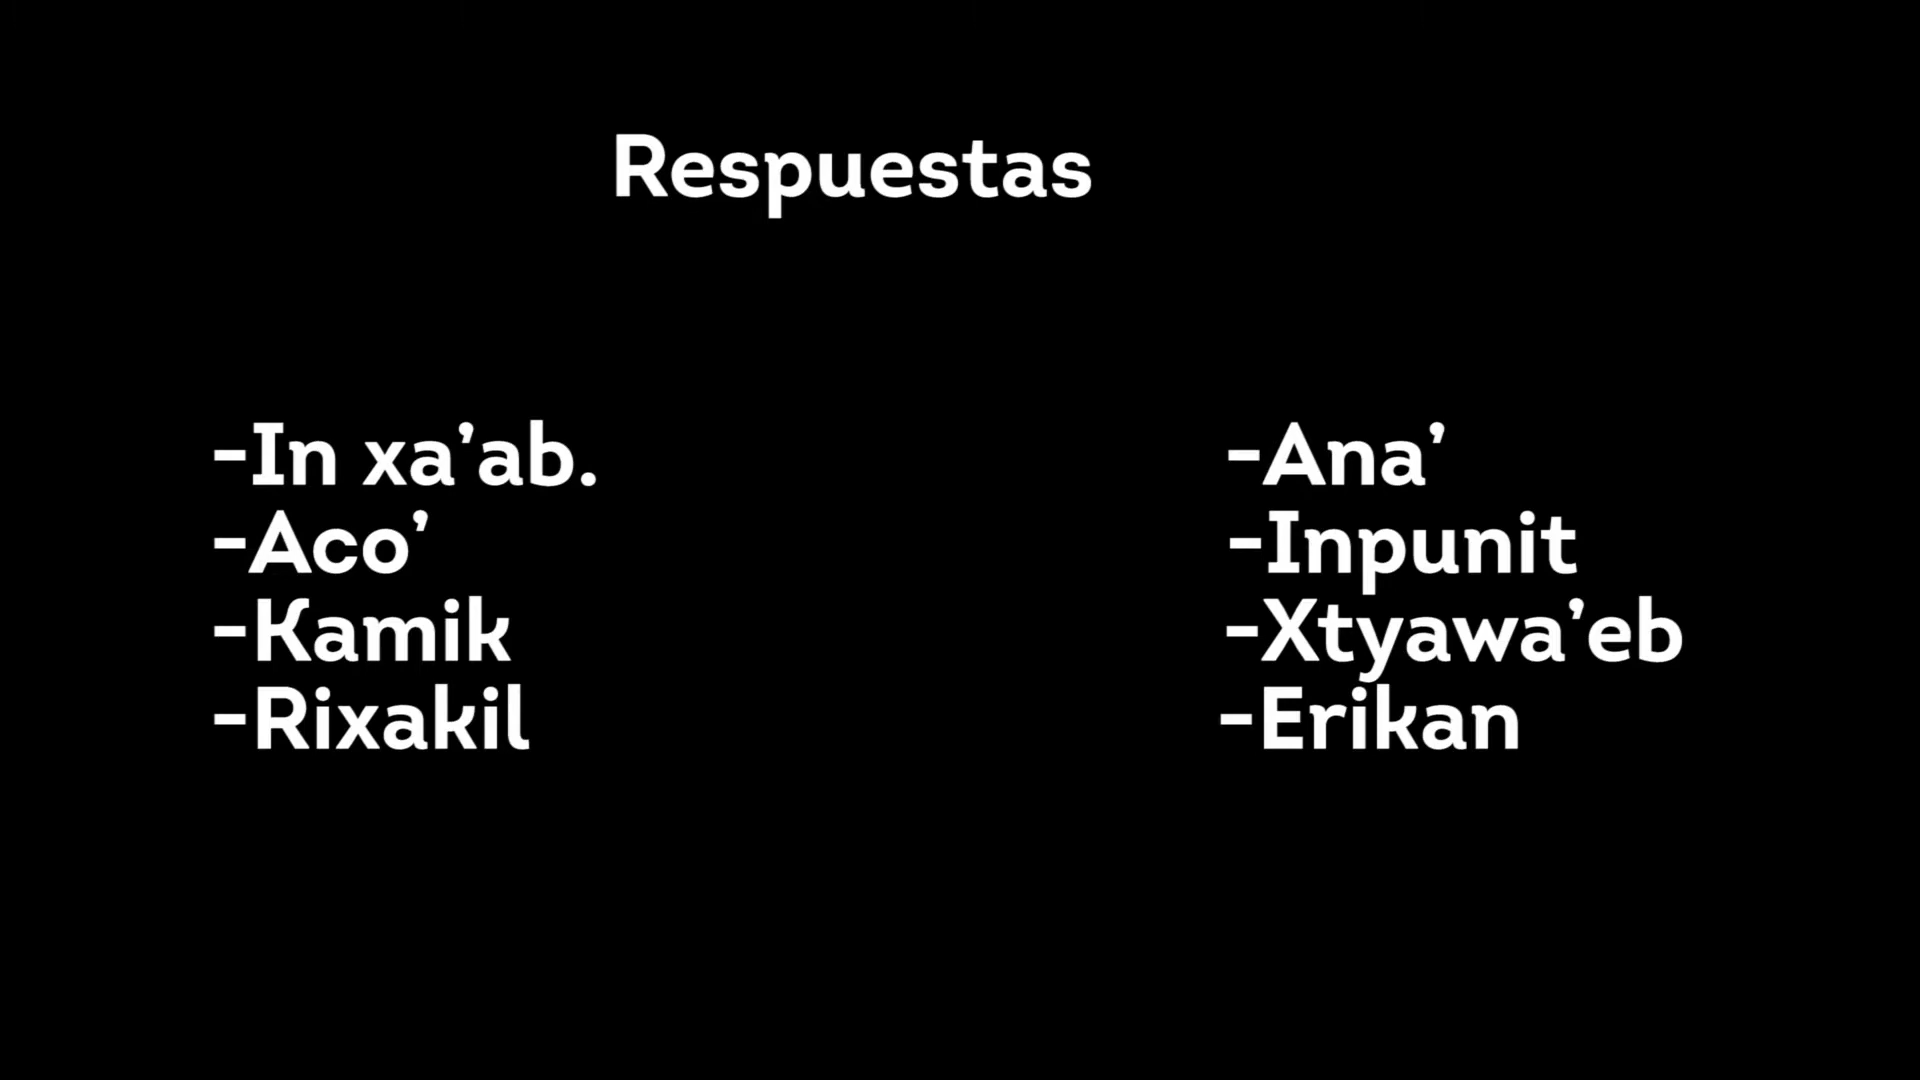 Respuestas
-In xa’ab.
-Aco’
-Kamik
-Rixakil
-Ana’
-Inpunit
-Xtyawa’eb
-Erikan